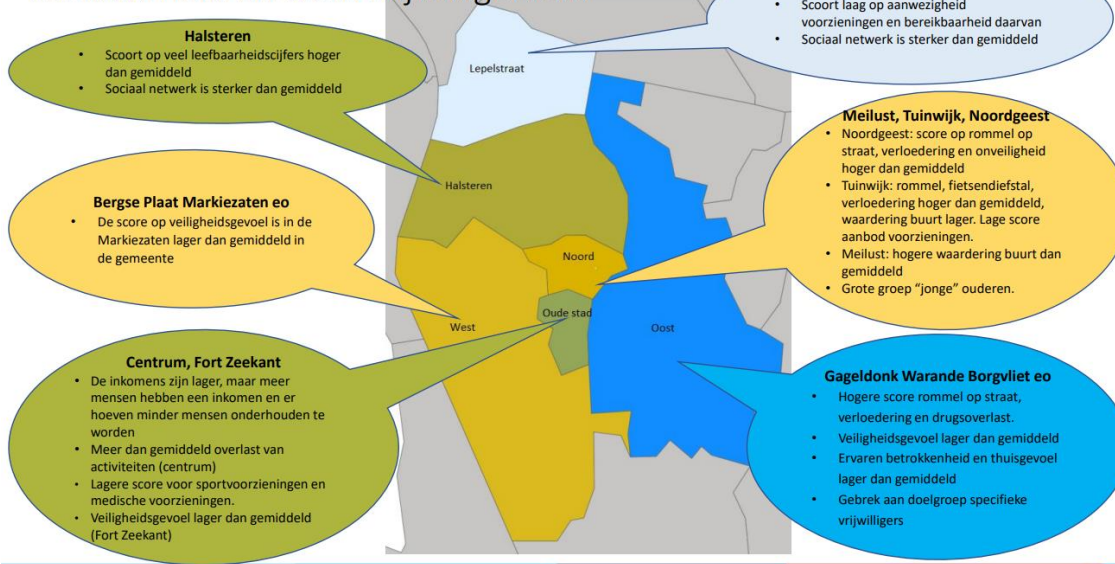 Halsteren
• Scoort op veel leefbaarheidscijfers hoger
dan gemiddeld
• Sociaal netwerk is sterker dan gemiddeld
• Scoort laag op aanwezigheid
voorzieningen en bereikbaarheid daarvan
• Sociaal netwerk is sterker dan gemiddeld
Lepelstraat
Halsteren
Noord
Oude stad
West
Oost
Bergse Plaat Markiezaten eo
• De score op veiligheidsgevoel is in de
Markiezaten lager dan gemiddeld in
de gemeente
Meilust, Tuinwijk, Noordgeest
• Noordgeest: score op rommel op
straat, verloedering en onveiligheid
hoger dan gemiddeld
• Tuinwijk: rommel, fietsendiefstal,
verloedering hoger dan gemiddeld,
waardering buurt lager. Lage score
aanbod voorzieningen.
• Meilust: hogere waardering buurt dan
gemiddeld
• Grote groep “jonge” ouderen.
Centrum, Fort Zeekant
• De inkomens zijn lager, maar meer
mensen hebben een inkomen en er
hoeven minder mensen onderhouden te
worden
• Meer dan gemiddeld overlast van
activiteiten (centrum)
• Lagere score voor sportvoorzieningen en
medische voorzieningen.
• Veiligheidsgevoel lager dan gemiddeld
(Fort Zeekant)
Gageldonk Warande Borgvliet eo
• Hogere score rommel op straat,
verloedering en drugsoverlast.
• Veiligheidsgevoel lager dan gemiddeld
• Ervaren betrokkenheid en thuisgevoel
lager dan gemiddeld
• Gebrek aan doelgroep specifieke
vrijwilligers